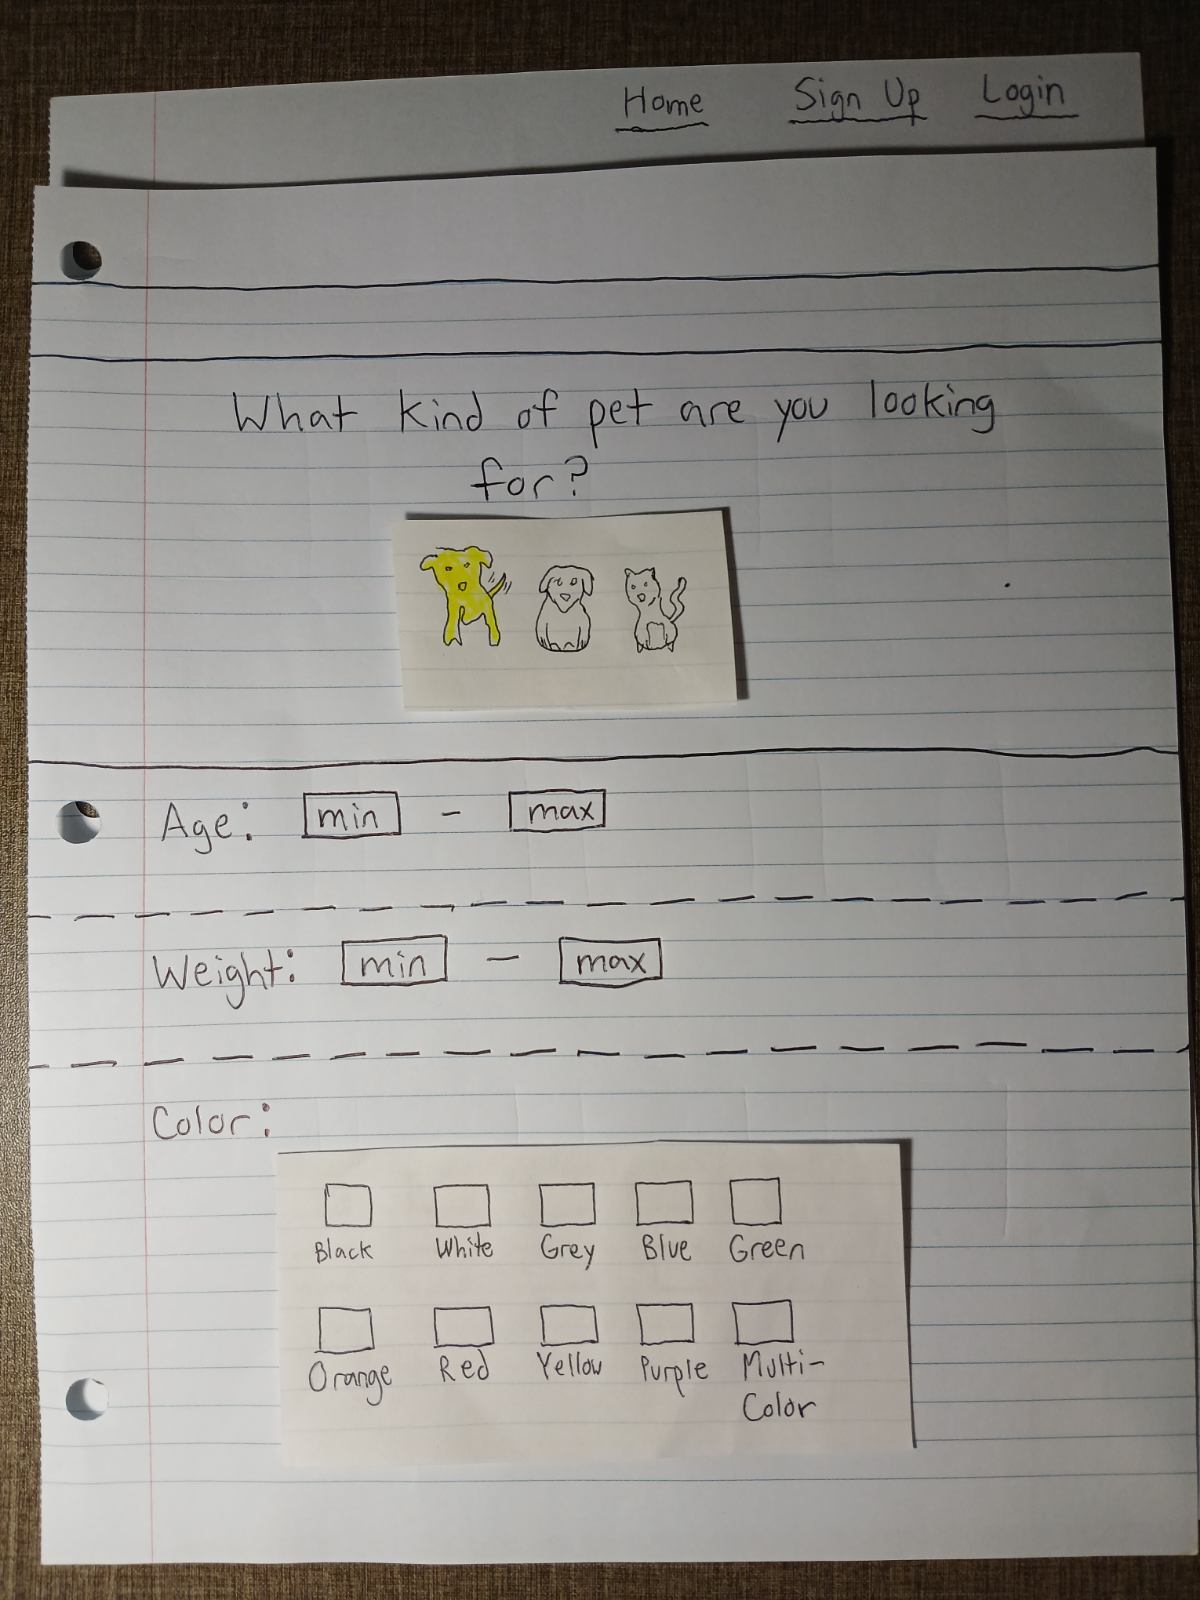 Home Sign Up Login
What kind of pet are you looking
for?
Age: min - max
Weight: min - max
Color:
Black White Grey Blue Green
Orange Red Yellow Purple Multi-
Color